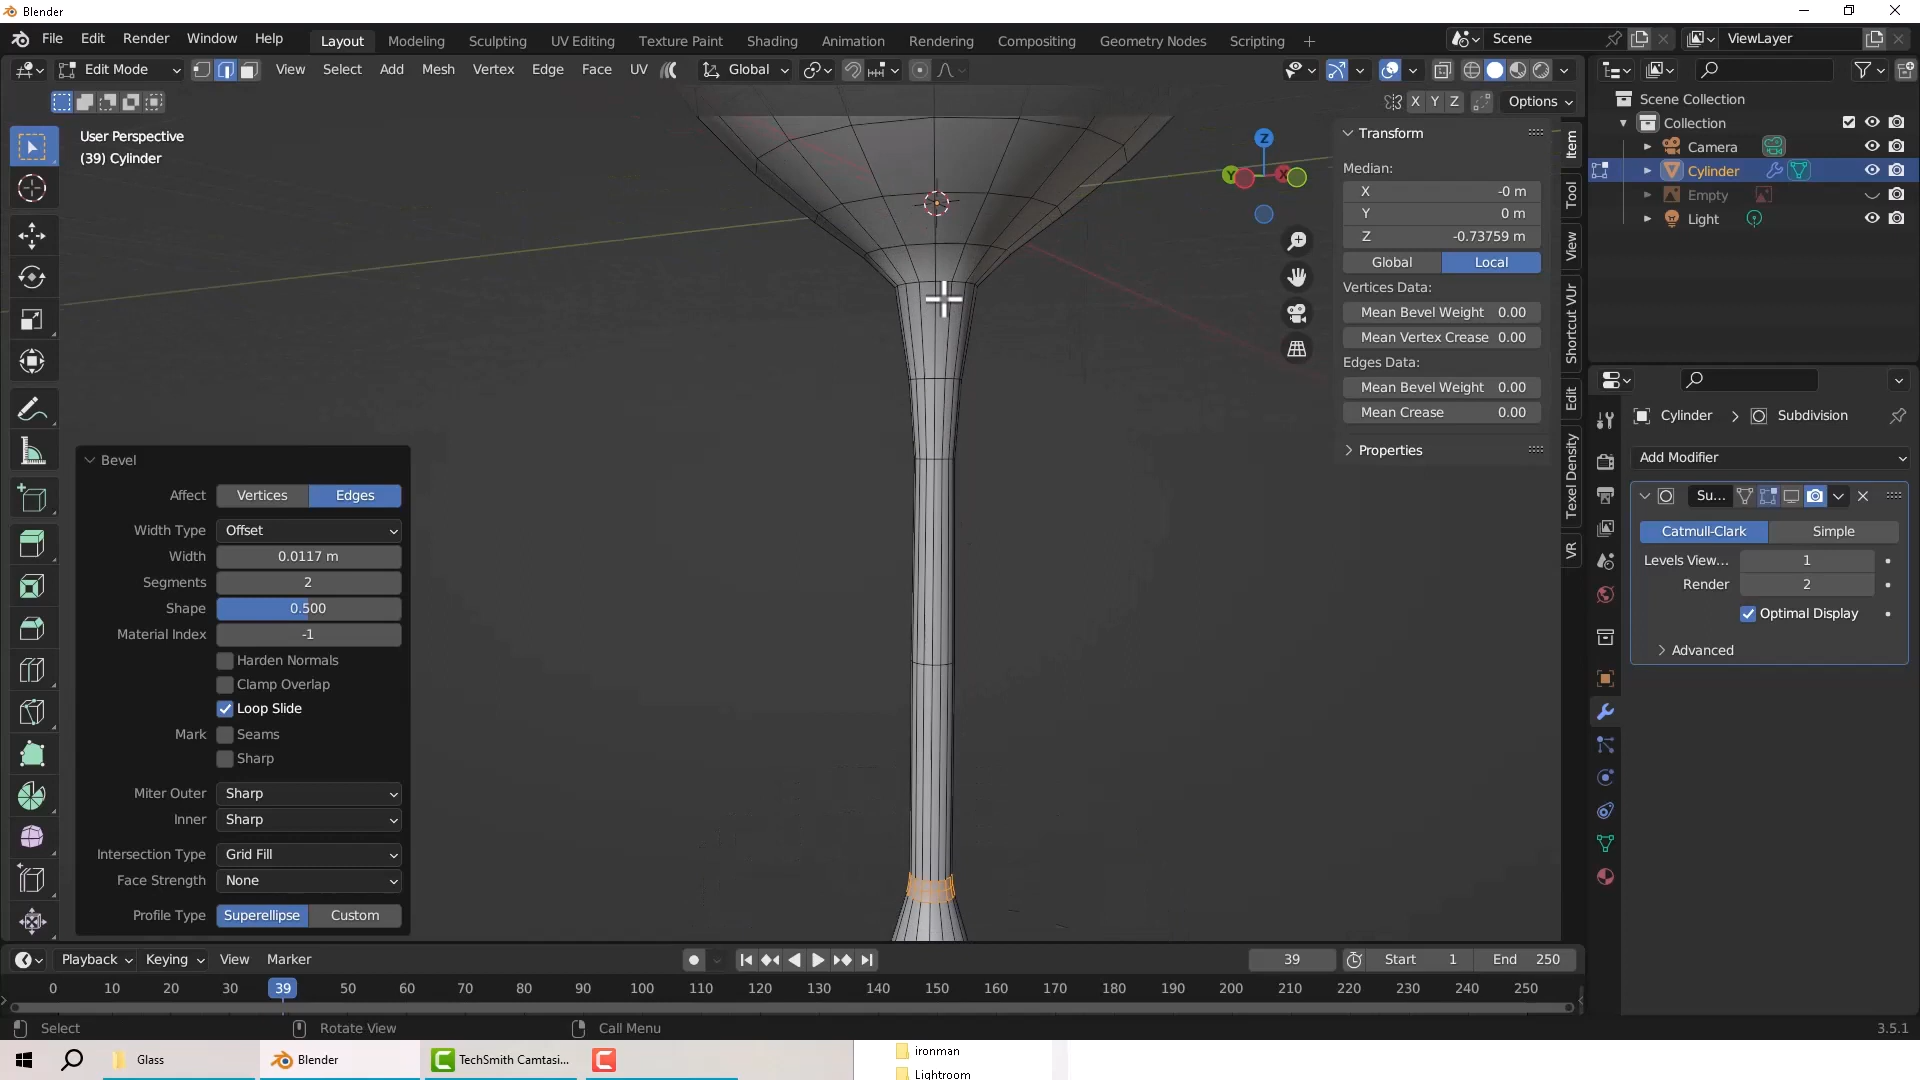 Blender
File Edit Render Window Help
Layout Modeling Sculpting UV Editing Texture Paint Shading Animation Rendering Compositing Geometry Nodes Scripting +
Scene
ViewLayer
Edit Mode
View Select Add Mesh Vertex Edge Face UV
Global
X Y Z
Options
User Perspective
(39) Cylinder
Z
Y
X
Transform
Median:
X -0 m
Y 0 m
Z -0.73759 m
Global Local
Vertices Data:
Mean Bevel Weight 0.00
Mean Vertex Crease 0.00
Edges Data:
Mean Bevel Weight 0.00
Mean Crease 0.00
Properties
Item
Tool
View
Shortcut VUr
Edit
Texel Density
VR
Scene Collection
Collection
Camera
Cylinder
Empty
Light
Cylinder > Subdivision
Add Modifier
Su...
Catmull-Clark Simple
Levels View... 1
Render 2
Optimal Display
Advanced
Bevel
Affect Vertices Edges
Width Type Offset
Width 0.0117 m
Segments 2
Shape 0.500
Material Index -1
Harden Normals
Clamp Overlap
Loop Slide
Mark Seams
Sharp
Miter Outer Sharp
Inner Sharp
Intersection Type Grid Fill
Face Strength None
Profile Type Superellipse Custom
Playback Keying View Marker
39
Start 1
End 250
0 10 20 30 39 50 60 70 80 90 100 110 120 130 140 150 160 170 180 190 200 210 220 230 240 250
Select
Rotate View
Call Menu
3.5.1
Glass
Blender
TechSmith Camtasi...
ironman
Lightroom